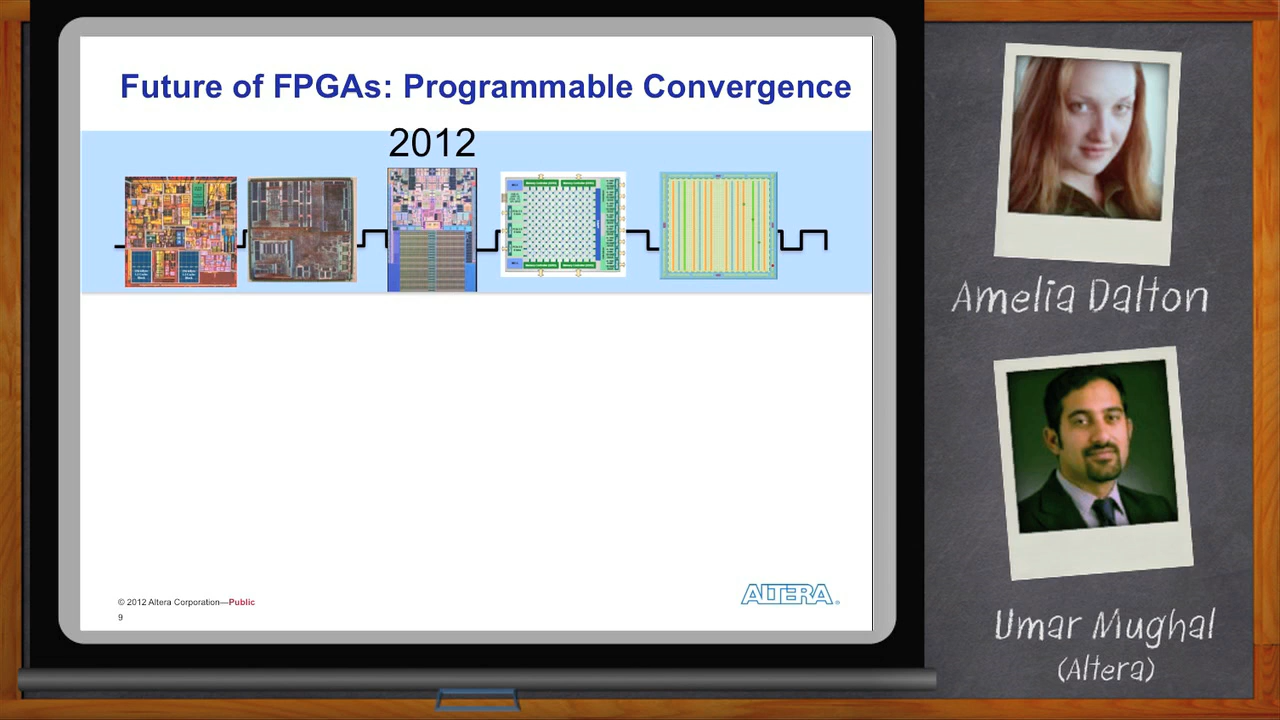 Future of FPGAs: Programmable Convergence
2012
© 2012 Altera Corporation—Public
9
ALTERA®
Amelia Dalton
Umar Mughal
(Altera)